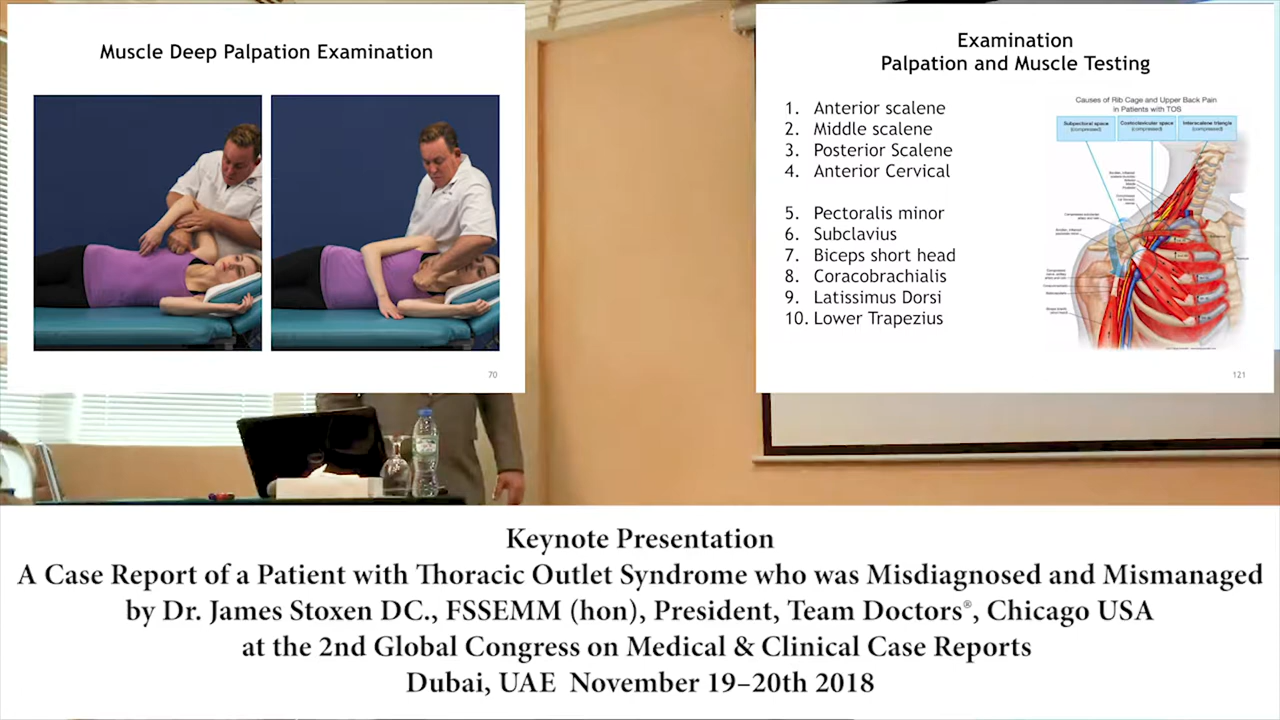 Muscle Deep Palpation Examination
70
Examination
Palpation and Muscle Testing
1. Anterior scalene
2. Middle scalene
3. Posterior Scalene
4. Anterior Cervical
5. Pectoralis minor
6. Subclavius
7. Biceps short head
8. Coracobrachialis
9. Latissimus Dorsi
10. Lower Trapezius
Causes of Rib Cage and Upper Back Pain
in Patients with TOS
Subpectoral space
(compressed)
Costoclavicular space
(compressed)
Interscalene triangle
(compressed)
121
Keynote Presentation
A Case Report of a Patient with Thoracic Outlet Syndrome who was Misdiagnosed and Mismanaged
by Dr. James Stoxen DC., FSSEMM (hon), President, Team Doctors®, Chicago USA
at the 2nd Global Congress on Medical & Clinical Case Reports
Dubai, UAE November 19–20th 2018